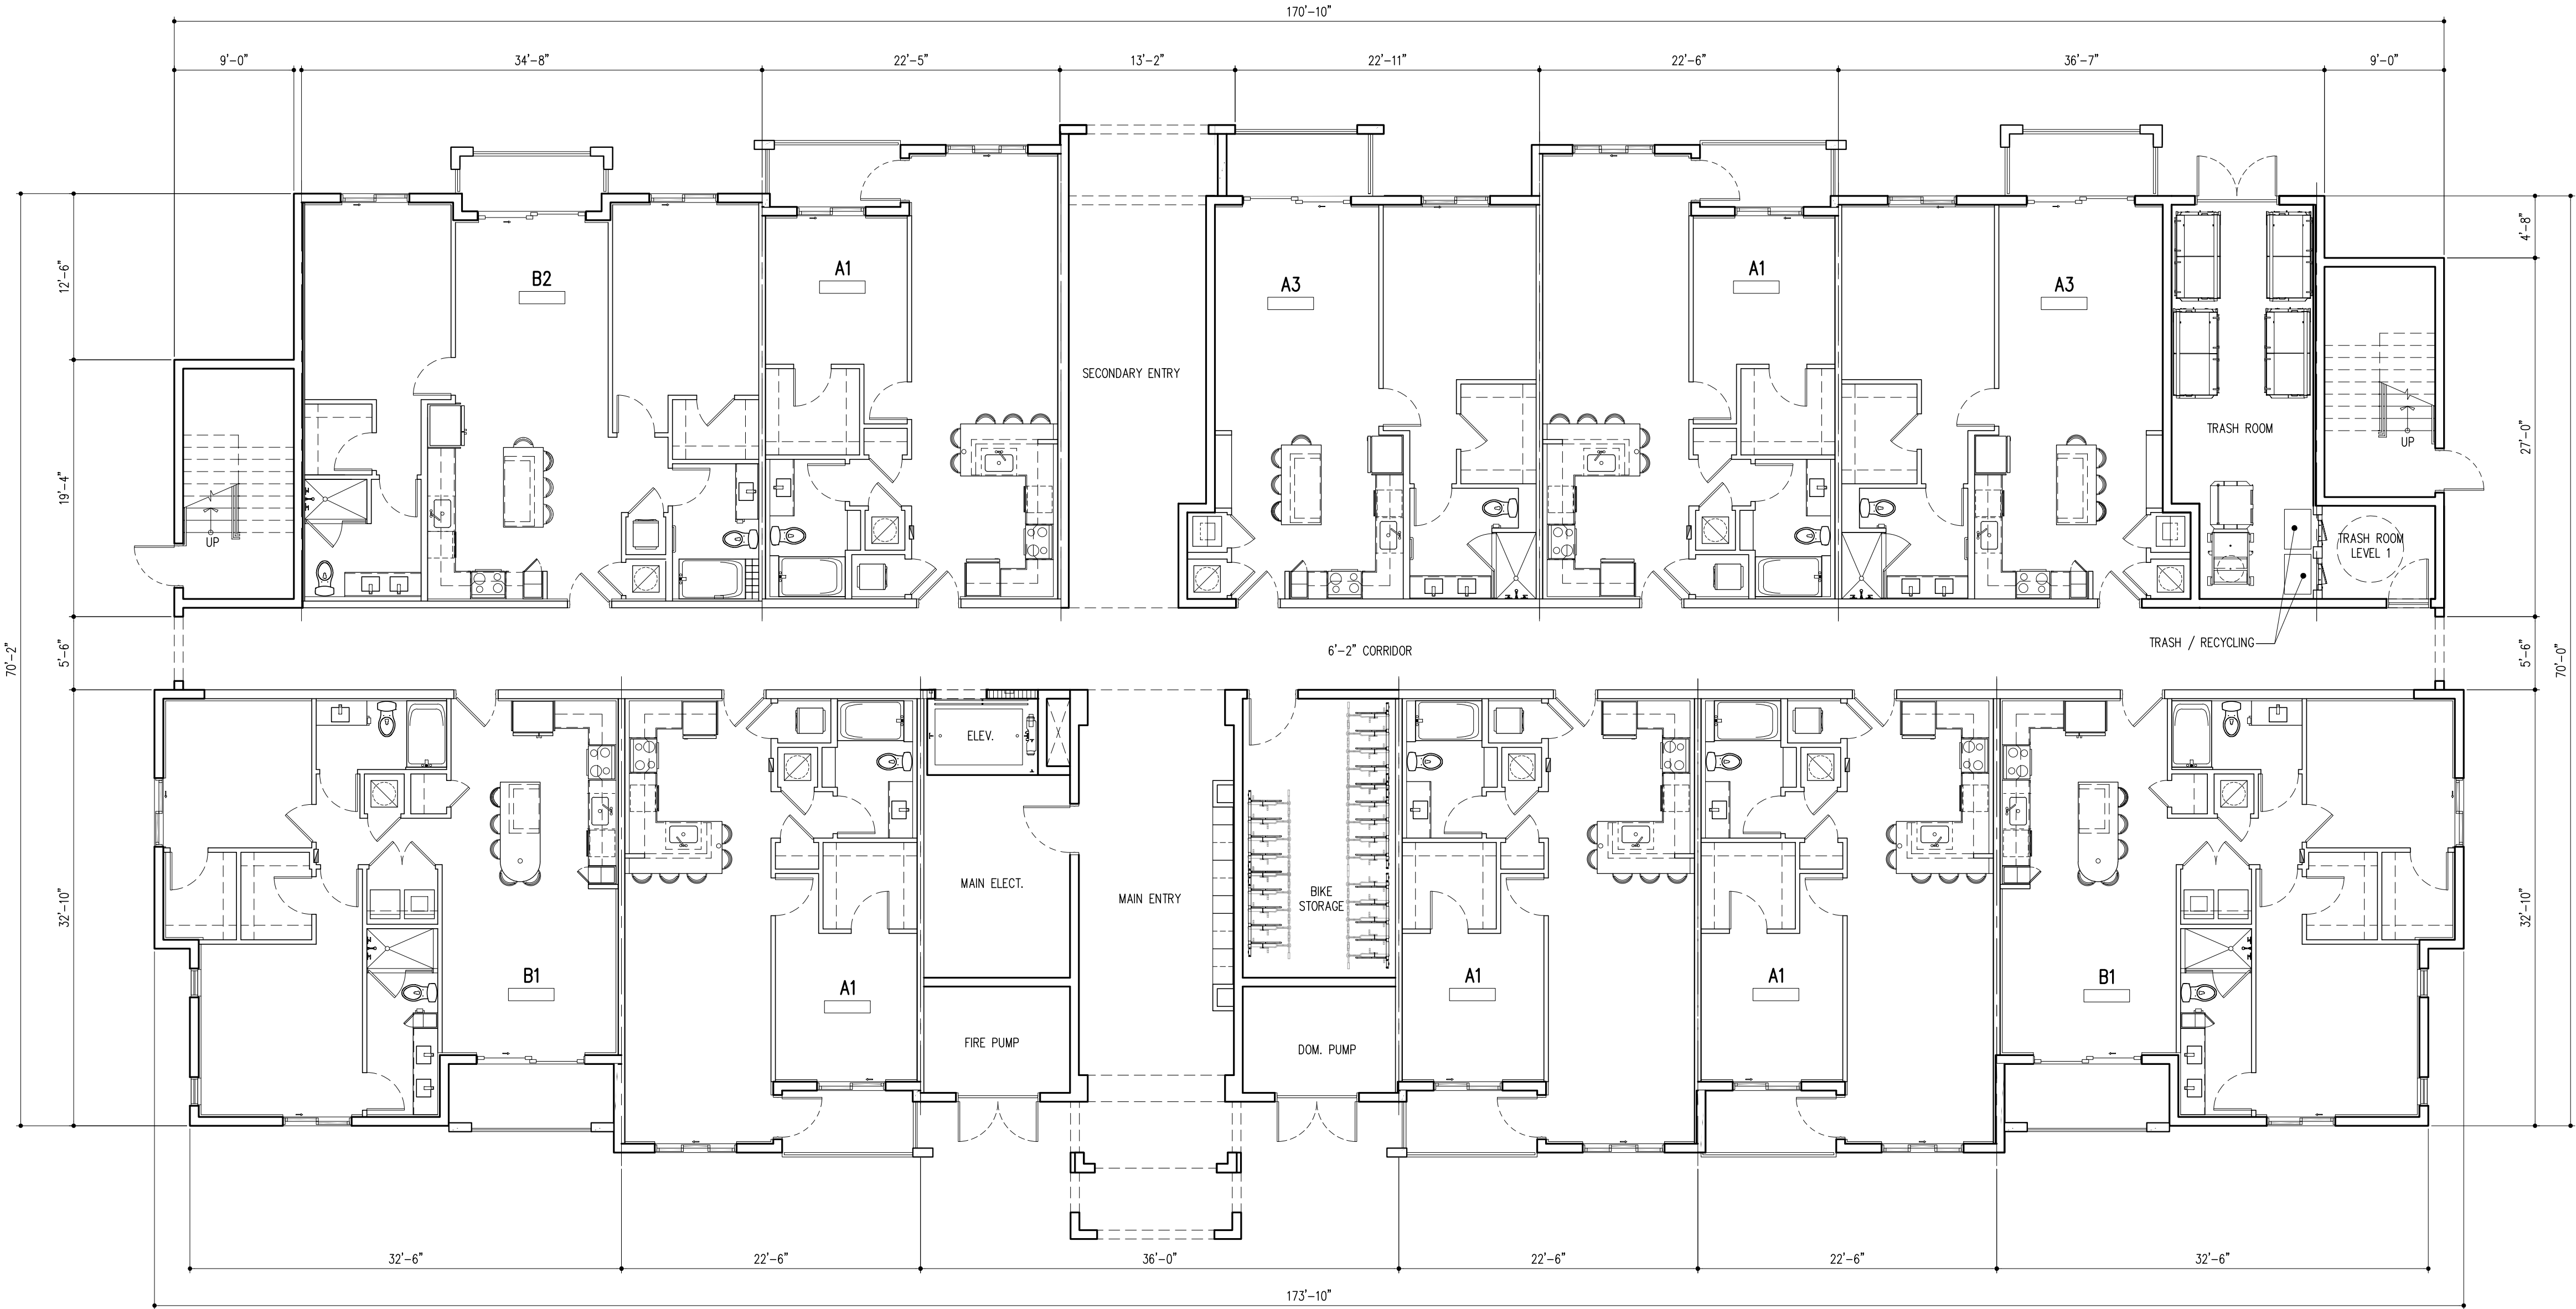 170'-10"
9'-0"
34'-8"
22'-5"
13'-2"
22'-11"
22'-6"
36'-7"
9'-0"
12'-6"
19'-4"
5'-6"
70'-2"
32'-10"
4'-8"
27'-0"
5'-6"
70'-0"
32'-10"
B2
A1
A3
A1
A3
SECONDARY ENTRY
TRASH ROOM
UP
UP
TRASH ROOM
LEVEL 1
TRASH / RECYCLING
6'-2" CORRIDOR
ELEV.
MAIN ELECT.
MAIN ENTRY
BIKE
STORAGE
B1
A1
A1
A1
B1
FIRE PUMP
DOM. PUMP
32'-6"
22'-6"
36'-0"
22'-6"
22'-6"
32'-6"
173'-10"